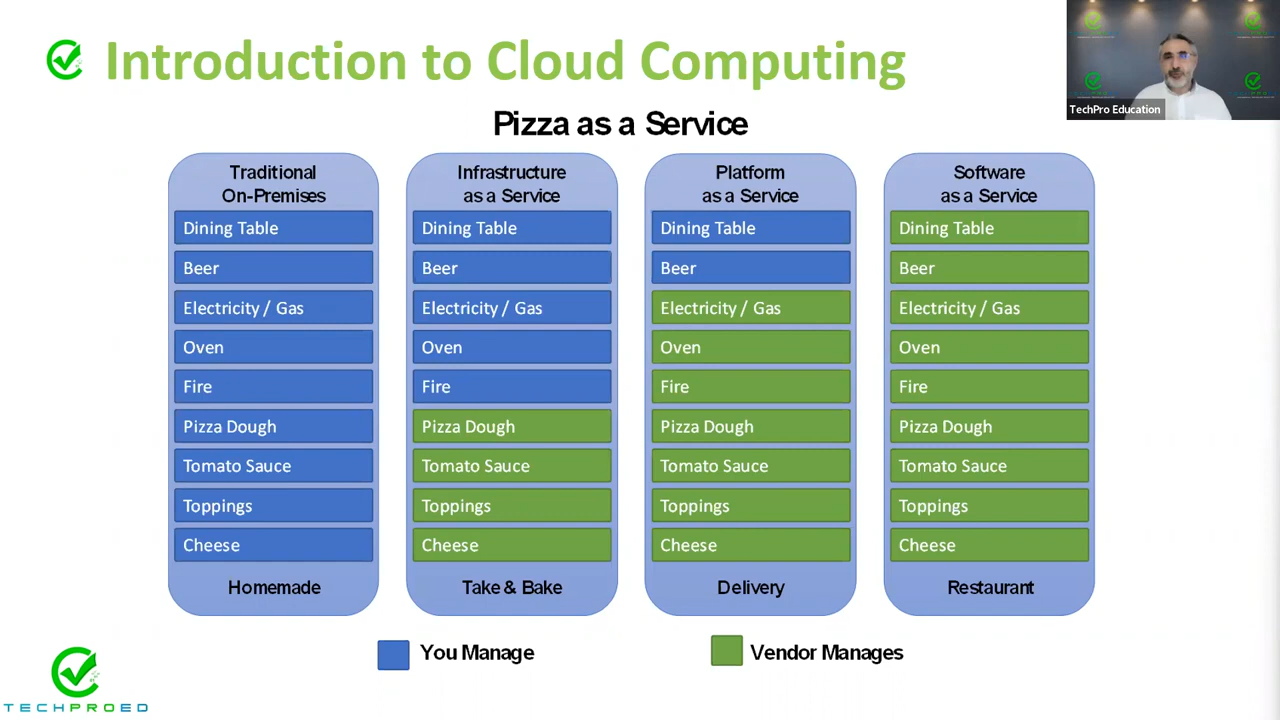 Introduction to Cloud Computing
TechPro Education
Pizza as a Service
Traditional
On-Premises
Dining Table
Beer
Electricity / Gas
Oven
Fire
Pizza Dough
Tomato Sauce
Toppings
Cheese
Homemade
Infrastructure
as a Service
Dining Table
Beer
Electricity / Gas
Oven
Fire
Pizza Dough
Tomato Sauce
Toppings
Cheese
Take & Bake
Platform
as a Service
Dining Table
Beer
Electricity / Gas
Oven
Fire
Pizza Dough
Tomato Sauce
Toppings
Cheese
Delivery
Software
as a Service
Dining Table
Beer
Electricity / Gas
Oven
Fire
Pizza Dough
Tomato Sauce
Toppings
Cheese
Restaurant
You Manage
Vendor Manages
TECHPROED